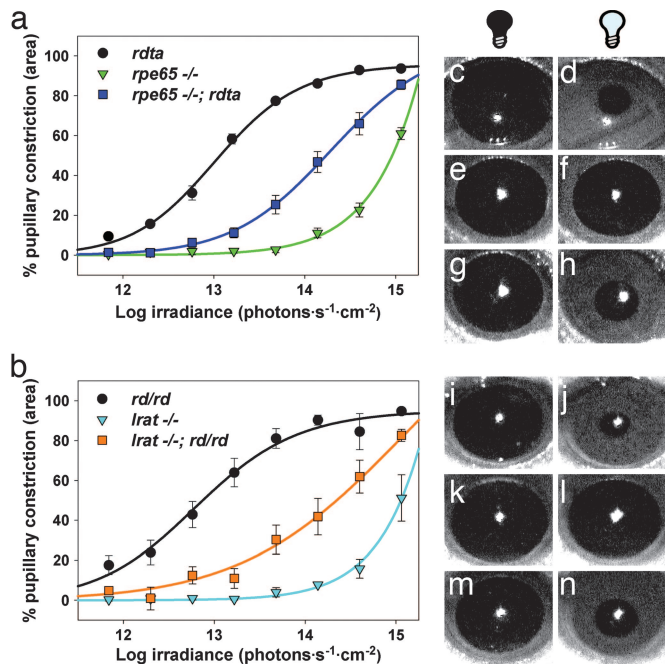 a
rdta
rpe65 -/-
rpe65 -/-; rdta
% pupillary constriction (area)
100
80
60
40
20
0
12 13 14 15
Log irradiance (photons·s⁻¹·cm⁻²)
c d
e f
g h
b
rd/rd
lrat -/-
lrat -/-; rd/rd
% pupillary constriction (area)
100
80
60
40
20
0
12 13 14 15
Log irradiance (photons·s⁻¹·cm⁻²)
i j
k l
m n